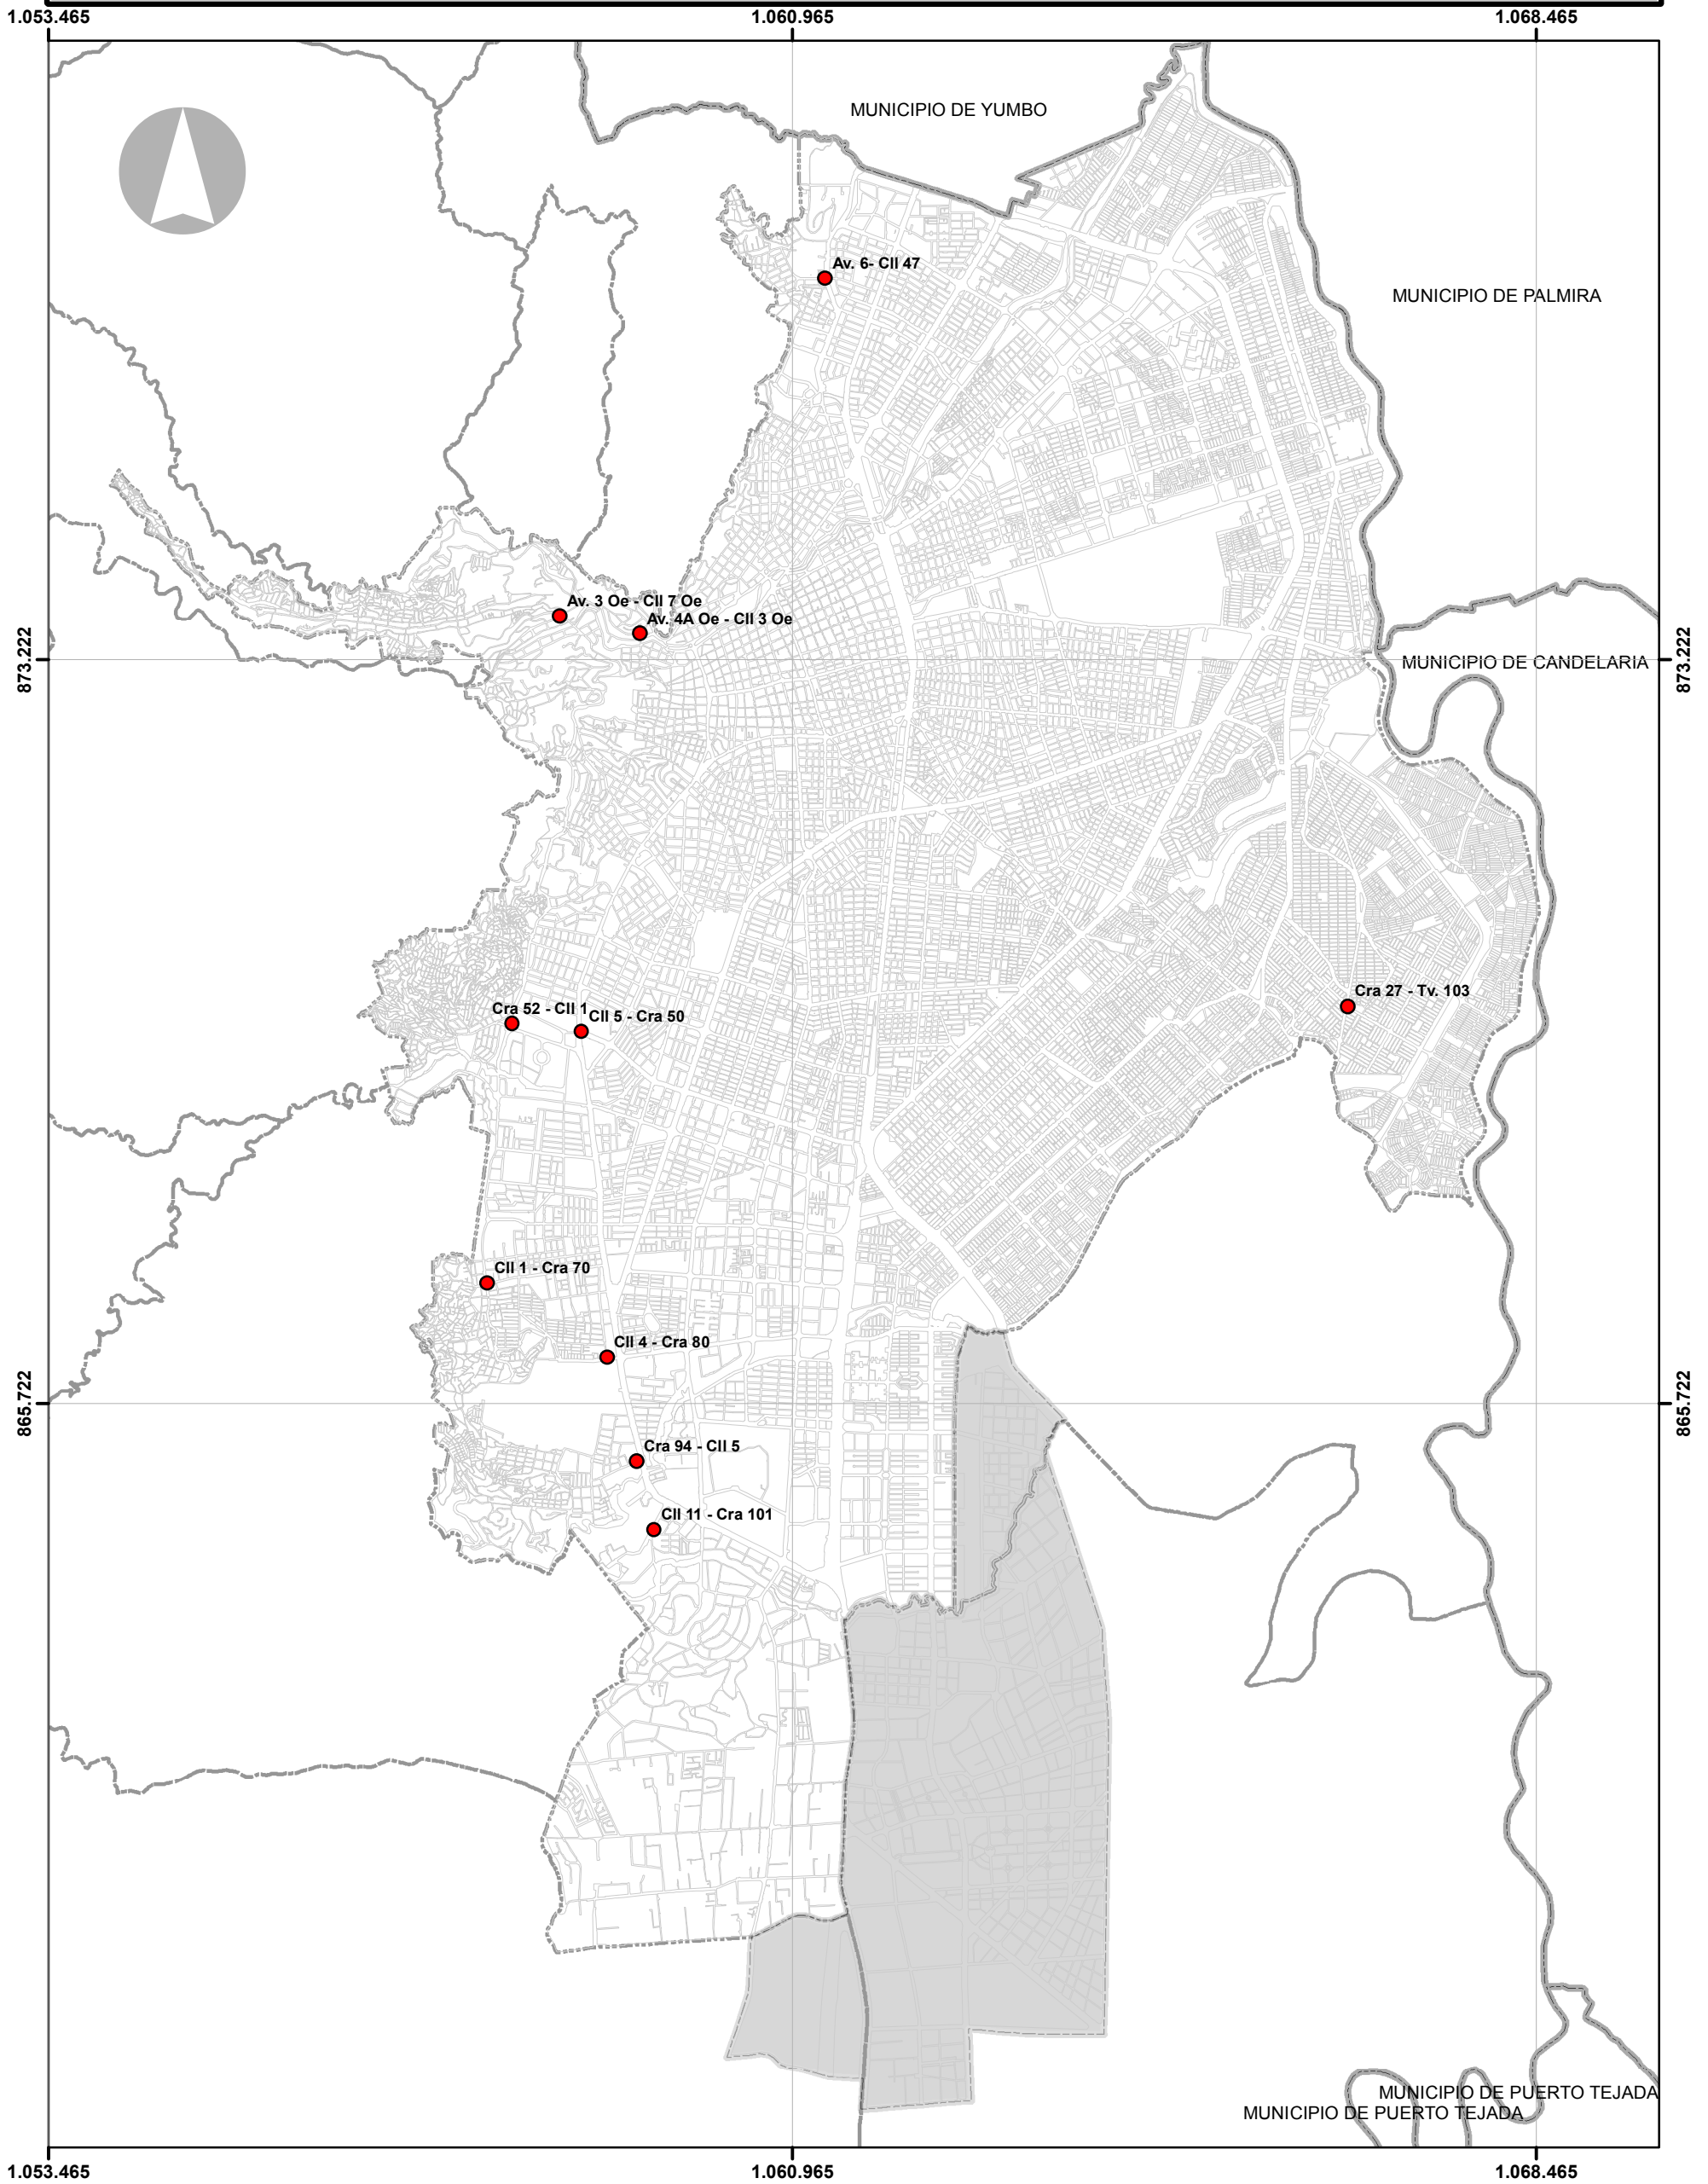 1.053.465 1.060.965 1.068.465
MUNICIPIO DE YUMBO
Av. 6- Cll 47
MUNICIPIO DE PALMIRA
Av. 3 Oe - Cll 7 Oe
Av. 4A Oe - Cll 3 Oe
873.222 873.222
MUNICIPIO DE CANDELARIA
Cra 27 - Tv. 103
Cra 52 - Cll 1
Cll 5 - Cra 50
Cll 1 - Cra 70
Cll 4 - Cra 80
865.722 865.722
Cra 94 - Cll 5
Cll 11 - Cra 101
MUNICIPIO DE PUERTO TEJADA
MUNICIPIO DE PUERTO TEJADA
1.053.465 1.060.965 1.068.465